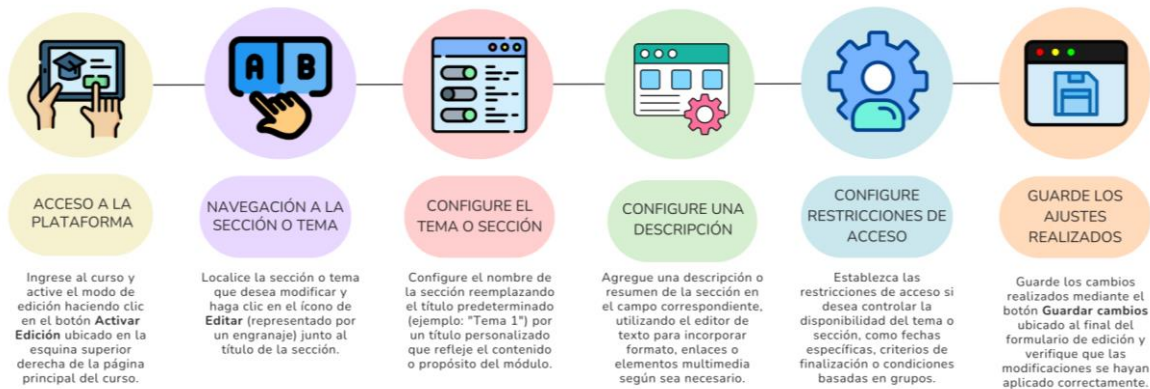 A B
ACCESO A LA
PLATAFORMA
Ingrese al curso y
active el modo de
edición haciendo clic
en el botón Activar
Edición ubicado en la
esquina superior
derecha de la página
principal del curso.
NAVEGACIÓN A LA
SECCIÓN O TEMA
Localice la sección o tema
que desea modificar y
haga clic en el ícono de
Editar (representado por
un engranaje) junto al
título de la sección.
CONFIGURE EL
TEMA O SECCIÓN
Configure el nombre de
la sección reemplazando
el título predeterminado
(ejemplo: "Tema 1") por
un título personalizado
que refleje el contenido
o propósito del módulo.
CONFIGURE UNA
DESCRIPCIÓN
Agregue una descripción o
resumen de la sección en
el campo correspondiente,
utilizando el editor de
texto para incorporar
formato, enlaces o
elementos multimedia
según sea necesario.
CONFIGURE
RESTRICCIONES DE
ACCESO
Establezca las
restricciones de acceso si
desea controlar la
disponibilidad del tema o
sección, como fechas
específicas, criterios de
finalización o condiciones
basadas en grupos.
GUARDE LOS
AJUSTES
REALIZADOS
Guarde los cambios
realizados mediante el
botón Guardar cambios
ubicado al final del
formulario de edición y
verifique que las
modificaciones se hayan
aplicado correctamente.